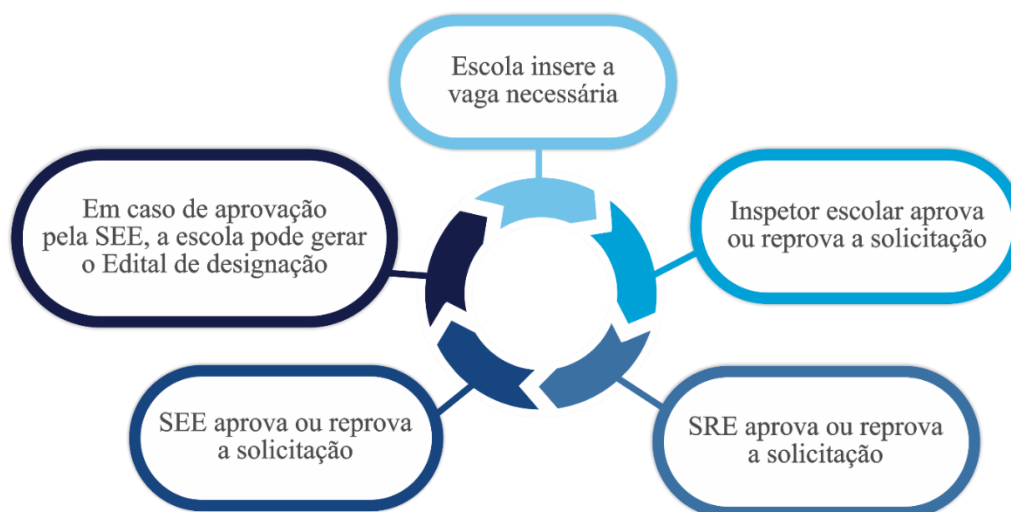 Escola insere a
vaga necessária
Inspetor escolar aprova
ou reprova a solicitação
SRE aprova ou reprova
a solicitação
SEE aprova ou reprova
a solicitação
Em caso de aprovação
pela SEE, a escola pode gerar
o Edital de designação